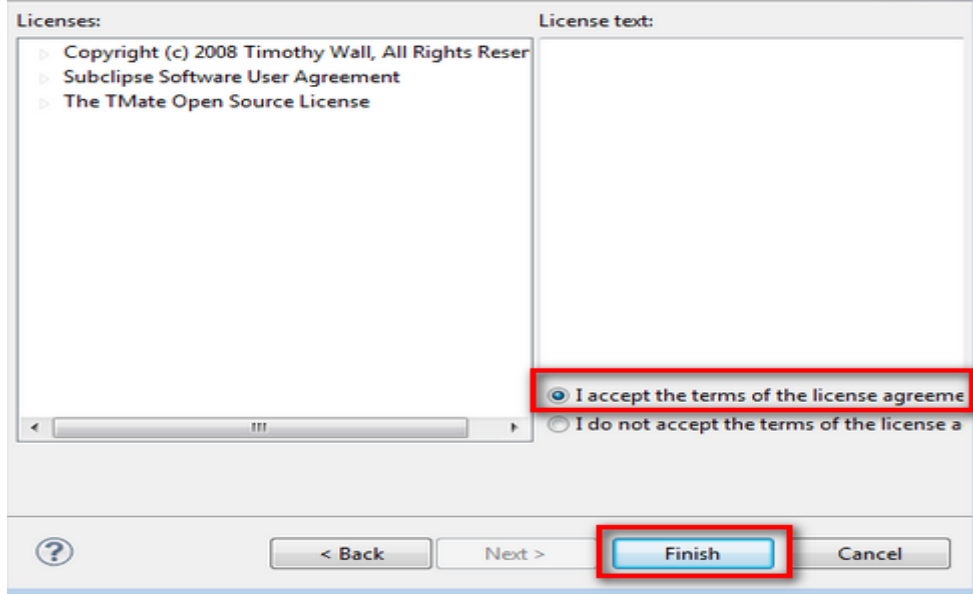 Licenses:
License text:
Copyright (c) 2008 Timothy Wall, All Rights Reser
Subclipse Software User Agreement
The TMate Open Source License
I accept the terms of the license agreeme
I do not accept the terms of the license a
< Back
Next >
Finish
Cancel